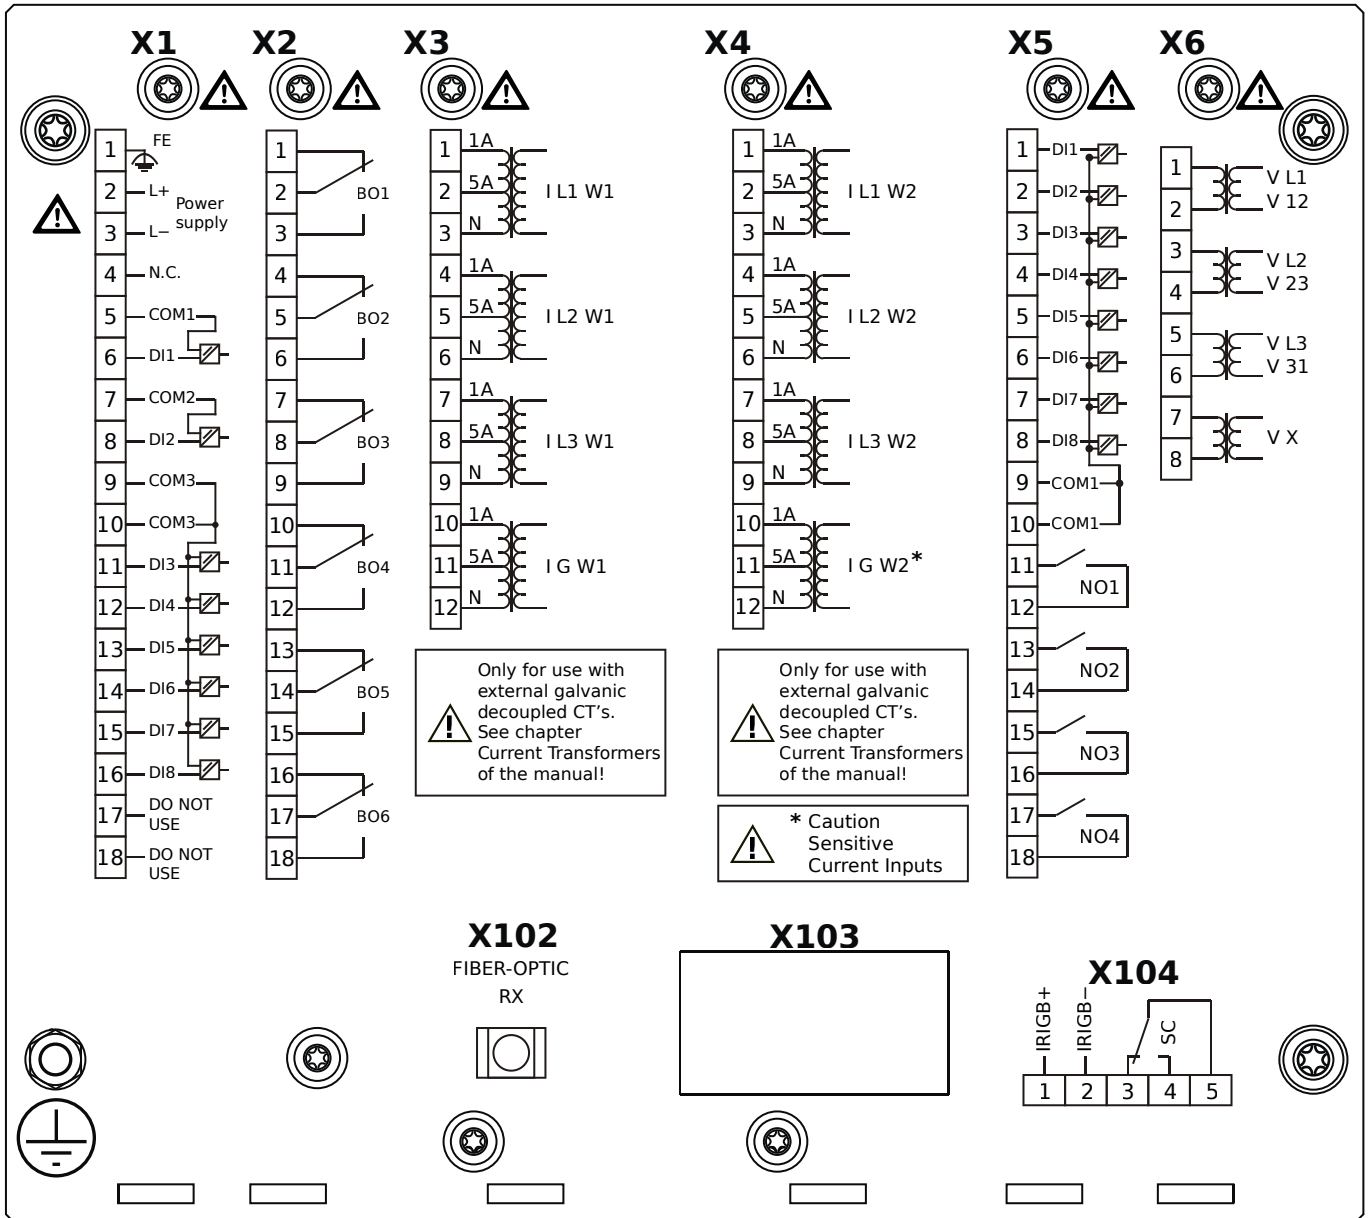 X1 X2 X3 X4 X5 X6
1 FE
2 L+
Power
supply
3 L−
4 N.C.
5 COM1
6 DI1
7 COM2
8 DI2
9 COM3
10 COM3
11 DI3
12 DI4
13 DI5
14 DI6
15 DI7
16 DI8
17 DO NOT
USE
18 DO NOT
USE
1
2 BO1
3
4
5 BO2
6
7
8 BO3
9
10
11 BO4
12
13
14 BO5
15
16
17 BO6
18
1 1A
2 5A I L1 W1
3 N
4 1A
5 5A I L2 W1
6 N
7 1A
8 5A I L3 W1
9 N
10 1A
11 5A I G W1
12 N
Only for use with
external galvanic
decoupled CT's.
See chapter
Current Transformers
of the manual!
1 1A
2 5A I L1 W2
3 N
4 1A
5 5A I L2 W2
6 N
7 1A
8 5A I L3 W2
9 N
10 1A
11 5A I G W2*
12 N
Only for use with
external galvanic
decoupled CT's.
See chapter
Current Transformers
of the manual!
* Caution
Sensitive
Current Inputs
1 DI1
2 DI2
3 DI3
4 DI4
5 DI5
6 DI6
7 DI7
8 DI8
9 COM1
10 COM1
11
NO1
12
13
NO2
14
15
NO3
16
17
NO4
18
1 V L1
2 V 12
3 V L2
4 V 23
5 V L3
6 V 31
7
V X
8
X102
FIBER-OPTIC
RX
X103
X104
IRIGB+
IRIGB−
SC
1 2 3 4 5